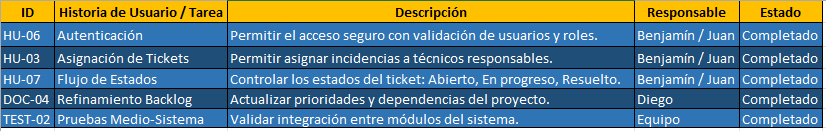 ID Historia de Usuario / Tarea Descripción Responsable Estado
HU-06 Autenticación Permitir el acceso seguro con validación de usuarios y roles. Benjamín / Juan Completado
HU-03 Asignación de Tickets Permitir asignar incidencias a técnicos responsables. Benjamín / Juan Completado
HU-07 Flujo de Estados Controlar los estados del ticket: Abierto, En progreso, Resuelto. Benjamín / Juan Completado
DOC-04 Refinamiento Backlog Actualizar prioridades y dependencias del proyecto. Diego Completado
TEST-02 Pruebas Medio-Sistema Validar integración entre módulos del sistema. Equipo Completado